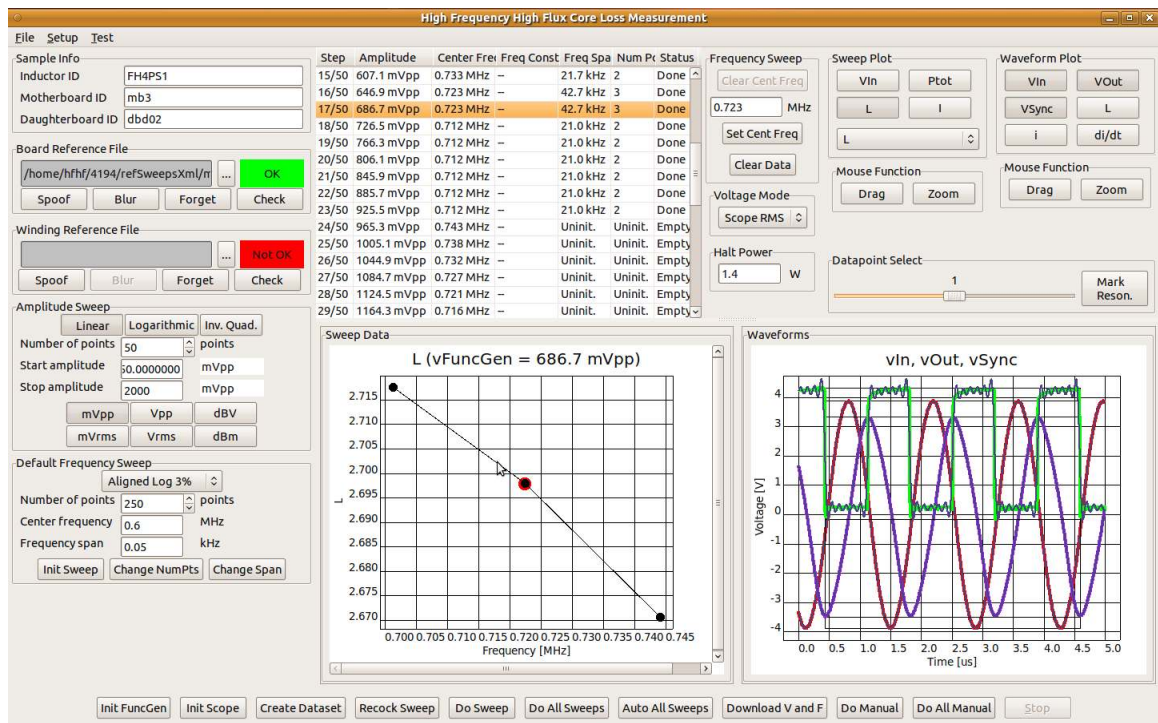 High Frequency High Flux Core Loss Measurement
File Setup Test
Sample Info
Inductor ID FH4PS1
Motherboard ID mb3
Daughterboard ID dbd02
Board Reference File
/home/hfhf/4194/refSweepsXml/m ... OK
Spoof Blur Forget Check
Winding Reference File
... Not OK
Spoof Blur Forget Check
Amplitude Sweep
Linear Logarithmic Inv. Quad.
Number of points 50 points
Start amplitude 50.0000000 mVpp
Stop amplitude 2000 mVpp
mVpp Vpp dBV
mVrms Vrms dBm
Default Frequency Sweep
Aligned Log 3%
Number of points 250 points
Center frequency 0.6 MHz
Frequency span 0.05 kHz
Init Sweep Change NumPts Change Span
Step Amplitude Center Fre Freq Const Freq Spa Num Po Status
15/50 607.1 mVpp 0.733 MHz -- 21.7 kHz 2 Done
16/50 646.9 mVpp 0.723 MHz -- 42.7 kHz 3 Done
17/50 686.7 mVpp 0.723 MHz -- 42.7 kHz 3 Done
18/50 726.5 mVpp 0.712 MHz -- 21.0 kHz 2 Done
19/50 766.3 mVpp 0.712 MHz -- 21.0 kHz 2 Done
20/50 806.1 mVpp 0.712 MHz -- 21.0 kHz 2 Done
21/50 845.9 mVpp 0.712 MHz -- 21.0 kHz 2 Done
22/50 885.7 mVpp 0.712 MHz -- 21.0 kHz 2 Done
23/50 925.5 mVpp 0.712 MHz -- 21.0 kHz 2 Done
24/50 965.3 mVpp 0.743 MHz -- Uninit. Uninit. Empty
25/50 1005.1 mVpp 0.738 MHz -- Uninit. Uninit. Empty
26/50 1044.9 mVpp 0.732 MHz -- Uninit. Uninit. Empty
27/50 1084.7 mVpp 0.727 MHz -- Uninit. Uninit. Empty
28/50 1124.5 mVpp 0.721 MHz -- Uninit. Uninit. Empty
29/50 1164.3 mVpp 0.716 MHz -- Uninit. Uninit. Empty
Frequency Sweep
Clear Cent Freq
0.723 MHz
Set Cent Freq
Clear Data
Voltage Mode
Scope RMS
Halt Power
1.4 W
Sweep Plot
VIn Ptot
L I
L
Mouse Function
Drag Zoom
Waveform Plot
VIn VOut
VSync L
i di/dt
Mouse Function
Drag Zoom
Datapoint Select
1
Mark
Reson.
Sweep Data
L (vFuncGen = 686.7 mVpp)
2.715
2.710
2.705
2.700
2.695
2.690
2.685
2.680
2.675
2.670
L
0.700 0.705 0.710 0.715 0.720 0.725 0.730 0.735 0.740 0.745
Frequency [MHz]
Waveforms
vIn, vOut, vSync
4
3
2
1
0
-1
-2
-3
-4
Voltage [V]
0.0 0.5 1.0 1.5 2.0 2.5 3.0 3.5 4.0 4.5 5.0
Time [us]
Init FuncGen Init Scope Create Dataset Recock Sweep Do Sweep Do All Sweeps Auto All Sweeps Download V and F Do Manual Do All Manual Stop